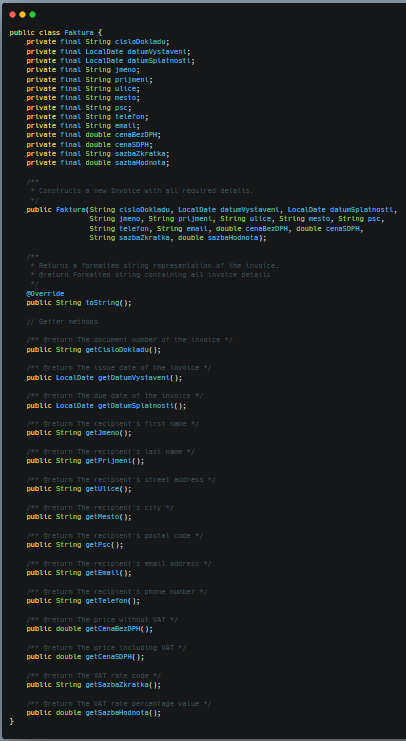 public class Faktura {
    private final String cisloDokladu;
    private final LocalDate datumVystaveni;
    private final LocalDate datumSplatnosti;
    private final String jmeno;
    private final String prijmeni;
    private final String ulice;
    private final String mesto;
    private final String psc;
    private final String telefon;
    private final String email;
    private final double cenaBezDPH;
    private final double cenaSDPH;
    private final String sazbaZkratka;
    private final double sazbaHodnota;
    /**
     * Constructs a new Invoice with all required details.
     */
    public Faktura(String cisloDokladu, LocalDate datumVystaveni, LocalDate datumSplatnosti,
                   String jmeno, String prijmeni, String ulice, String mesto, String psc,
                   String telefon, String email, double cenaBezDPH, double cenaSDPH,
                   String sazbaZkratka, double sazbaHodnota);
    /**
     * Returns a formatted string representation of the invoice.
     * @return Formatted string containing all invoice details
     */
    @Override
    public String toString();
    // Getter methods
    /** @return The document number of the invoice */
    public String getCisloDokladu();
    /** @return The issue date of the invoice */
    public LocalDate getDatumVystaveni();
    /** @return The due date of the invoice */
    public LocalDate getDatumSplatnosti();
    /** @return The recipient's first name */
    public String getJmeno();
    /** @return The recipient's last name */
    public String getPrijmeni();
    /** @return The recipient's street address */
    public String getUlice();
    /** @return The recipient's city */
    public String getMesto();
    /** @return The recipient's postal code */
    public String getPsc();
    /** @return The recipient's email address */
    public String getEmail();
    /** @return The recipient's phone number */
    public String getTelefon();
    /** @return The price without VAT */
    public double getCenaBezDPH();
    /** @return The price including VAT */
    public double getCenaSDPH();
    /** @return The VAT rate code */
    public String getSazbaZkratka();
    /** @return The VAT rate percentage value */
    public double getSazbaHodnota();
}